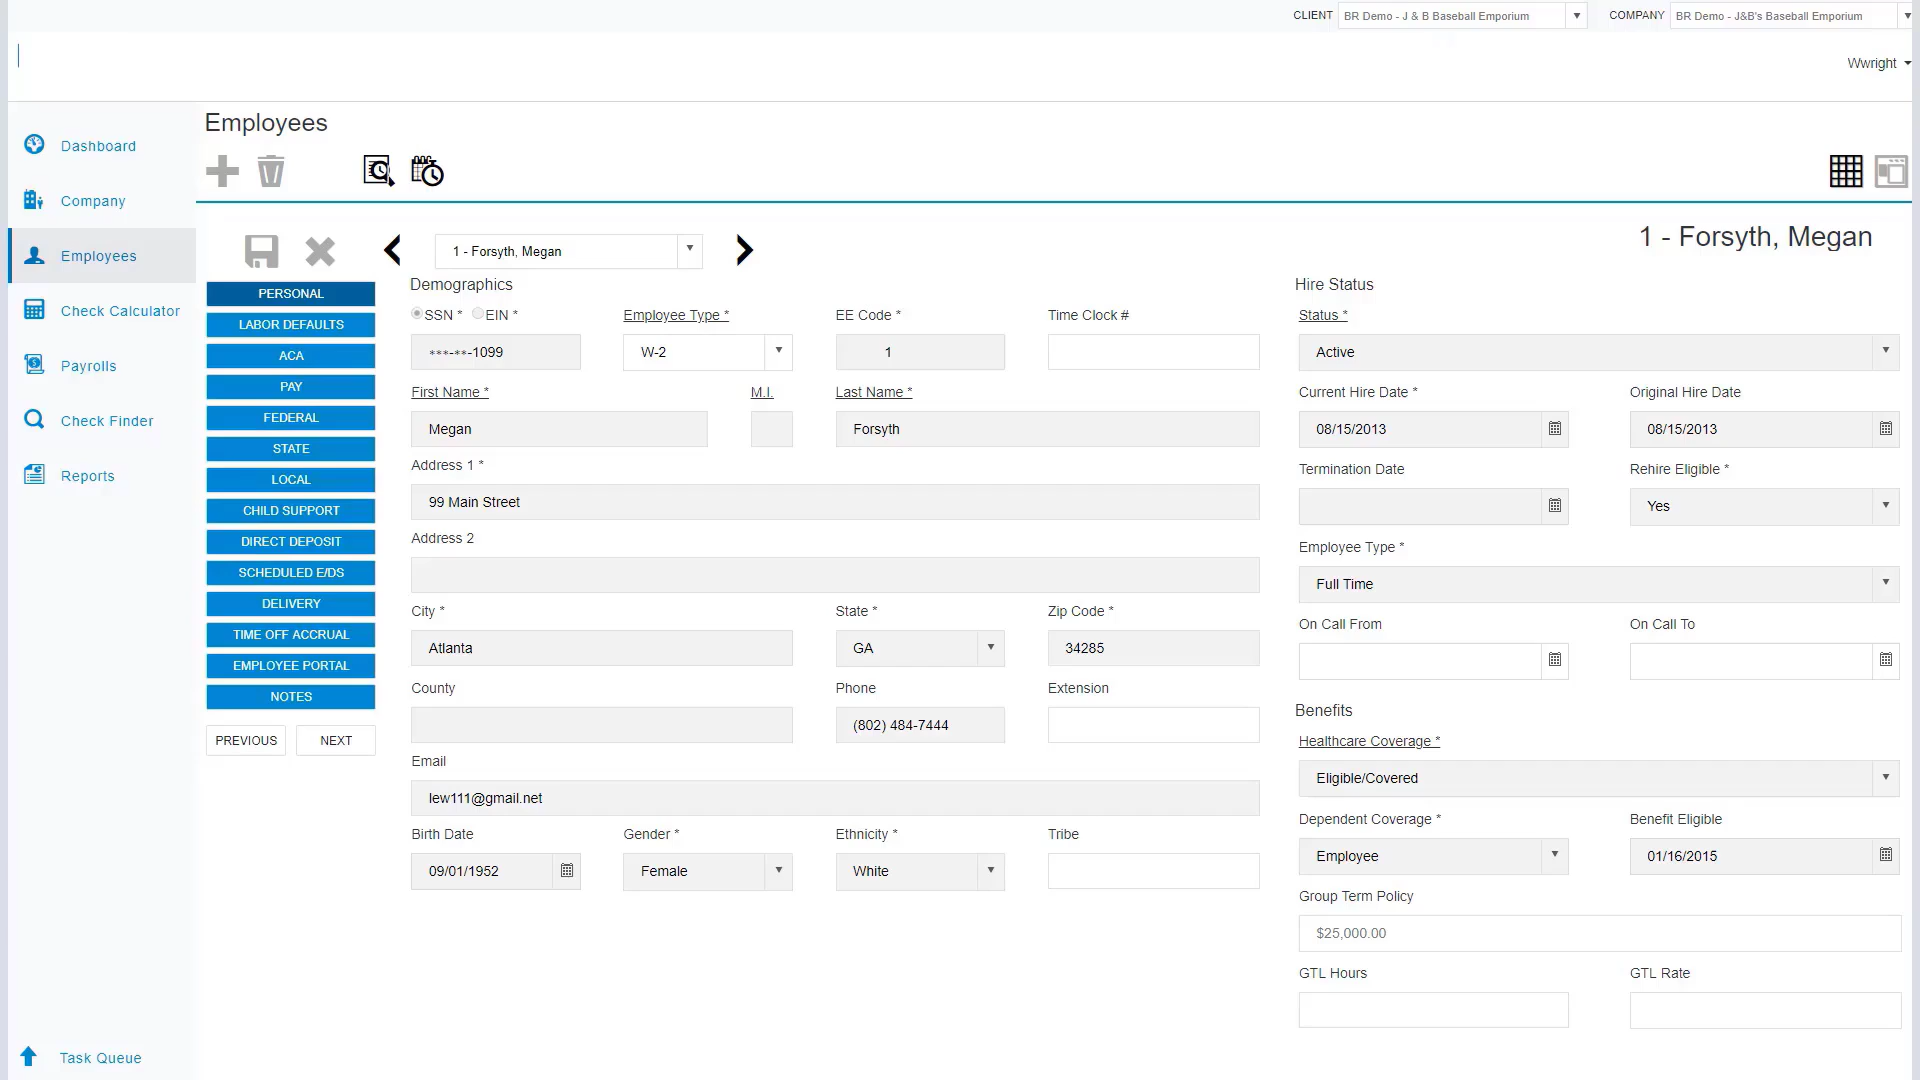 CLIENT BR Demo - J & B Baseball Emporium COMPANY BR Demo - J&B's Baseball Emporium
Wwright
Employees
Dashboard
Company
Employees
Check Calculator
Payrolls
Check Finder
Reports
Task Queue
1 - Forsyth, Megan
1 - Forsyth, Megan
PERSONAL
LABOR DEFAULTS
ACA
PAY
FEDERAL
STATE
LOCAL
CHILD SUPPORT
DIRECT DEPOSIT
SCHEDULED E/DS
DELIVERY
TIME OFF ACCRUAL
EMPLOYEE PORTAL
NOTES
PREVIOUS NEXT
Demographics
SSN * EIN * Employee Type * EE Code * Time Clock #
***-**-1099 W-2 1
First Name * M.I. Last Name *
Megan Forsyth
Address 1 *
99 Main Street
Address 2
City * State * Zip Code *
Atlanta GA 34285
County Phone Extension
(802) 484-7444
Email
lew111@gmail.net
Birth Date Gender * Ethnicity * Tribe
09/01/1952 Female White
Hire Status
Status *
Active
Current Hire Date * Original Hire Date
08/15/2013 08/15/2013
Termination Date Rehire Eligible *
Yes
Employee Type *
Full Time
On Call From On Call To
Benefits
Healthcare Coverage *
Eligible/Covered
Dependent Coverage * Benefit Eligible
Employee 01/16/2015
Group Term Policy
$25,000.00
GTL Hours GTL Rate